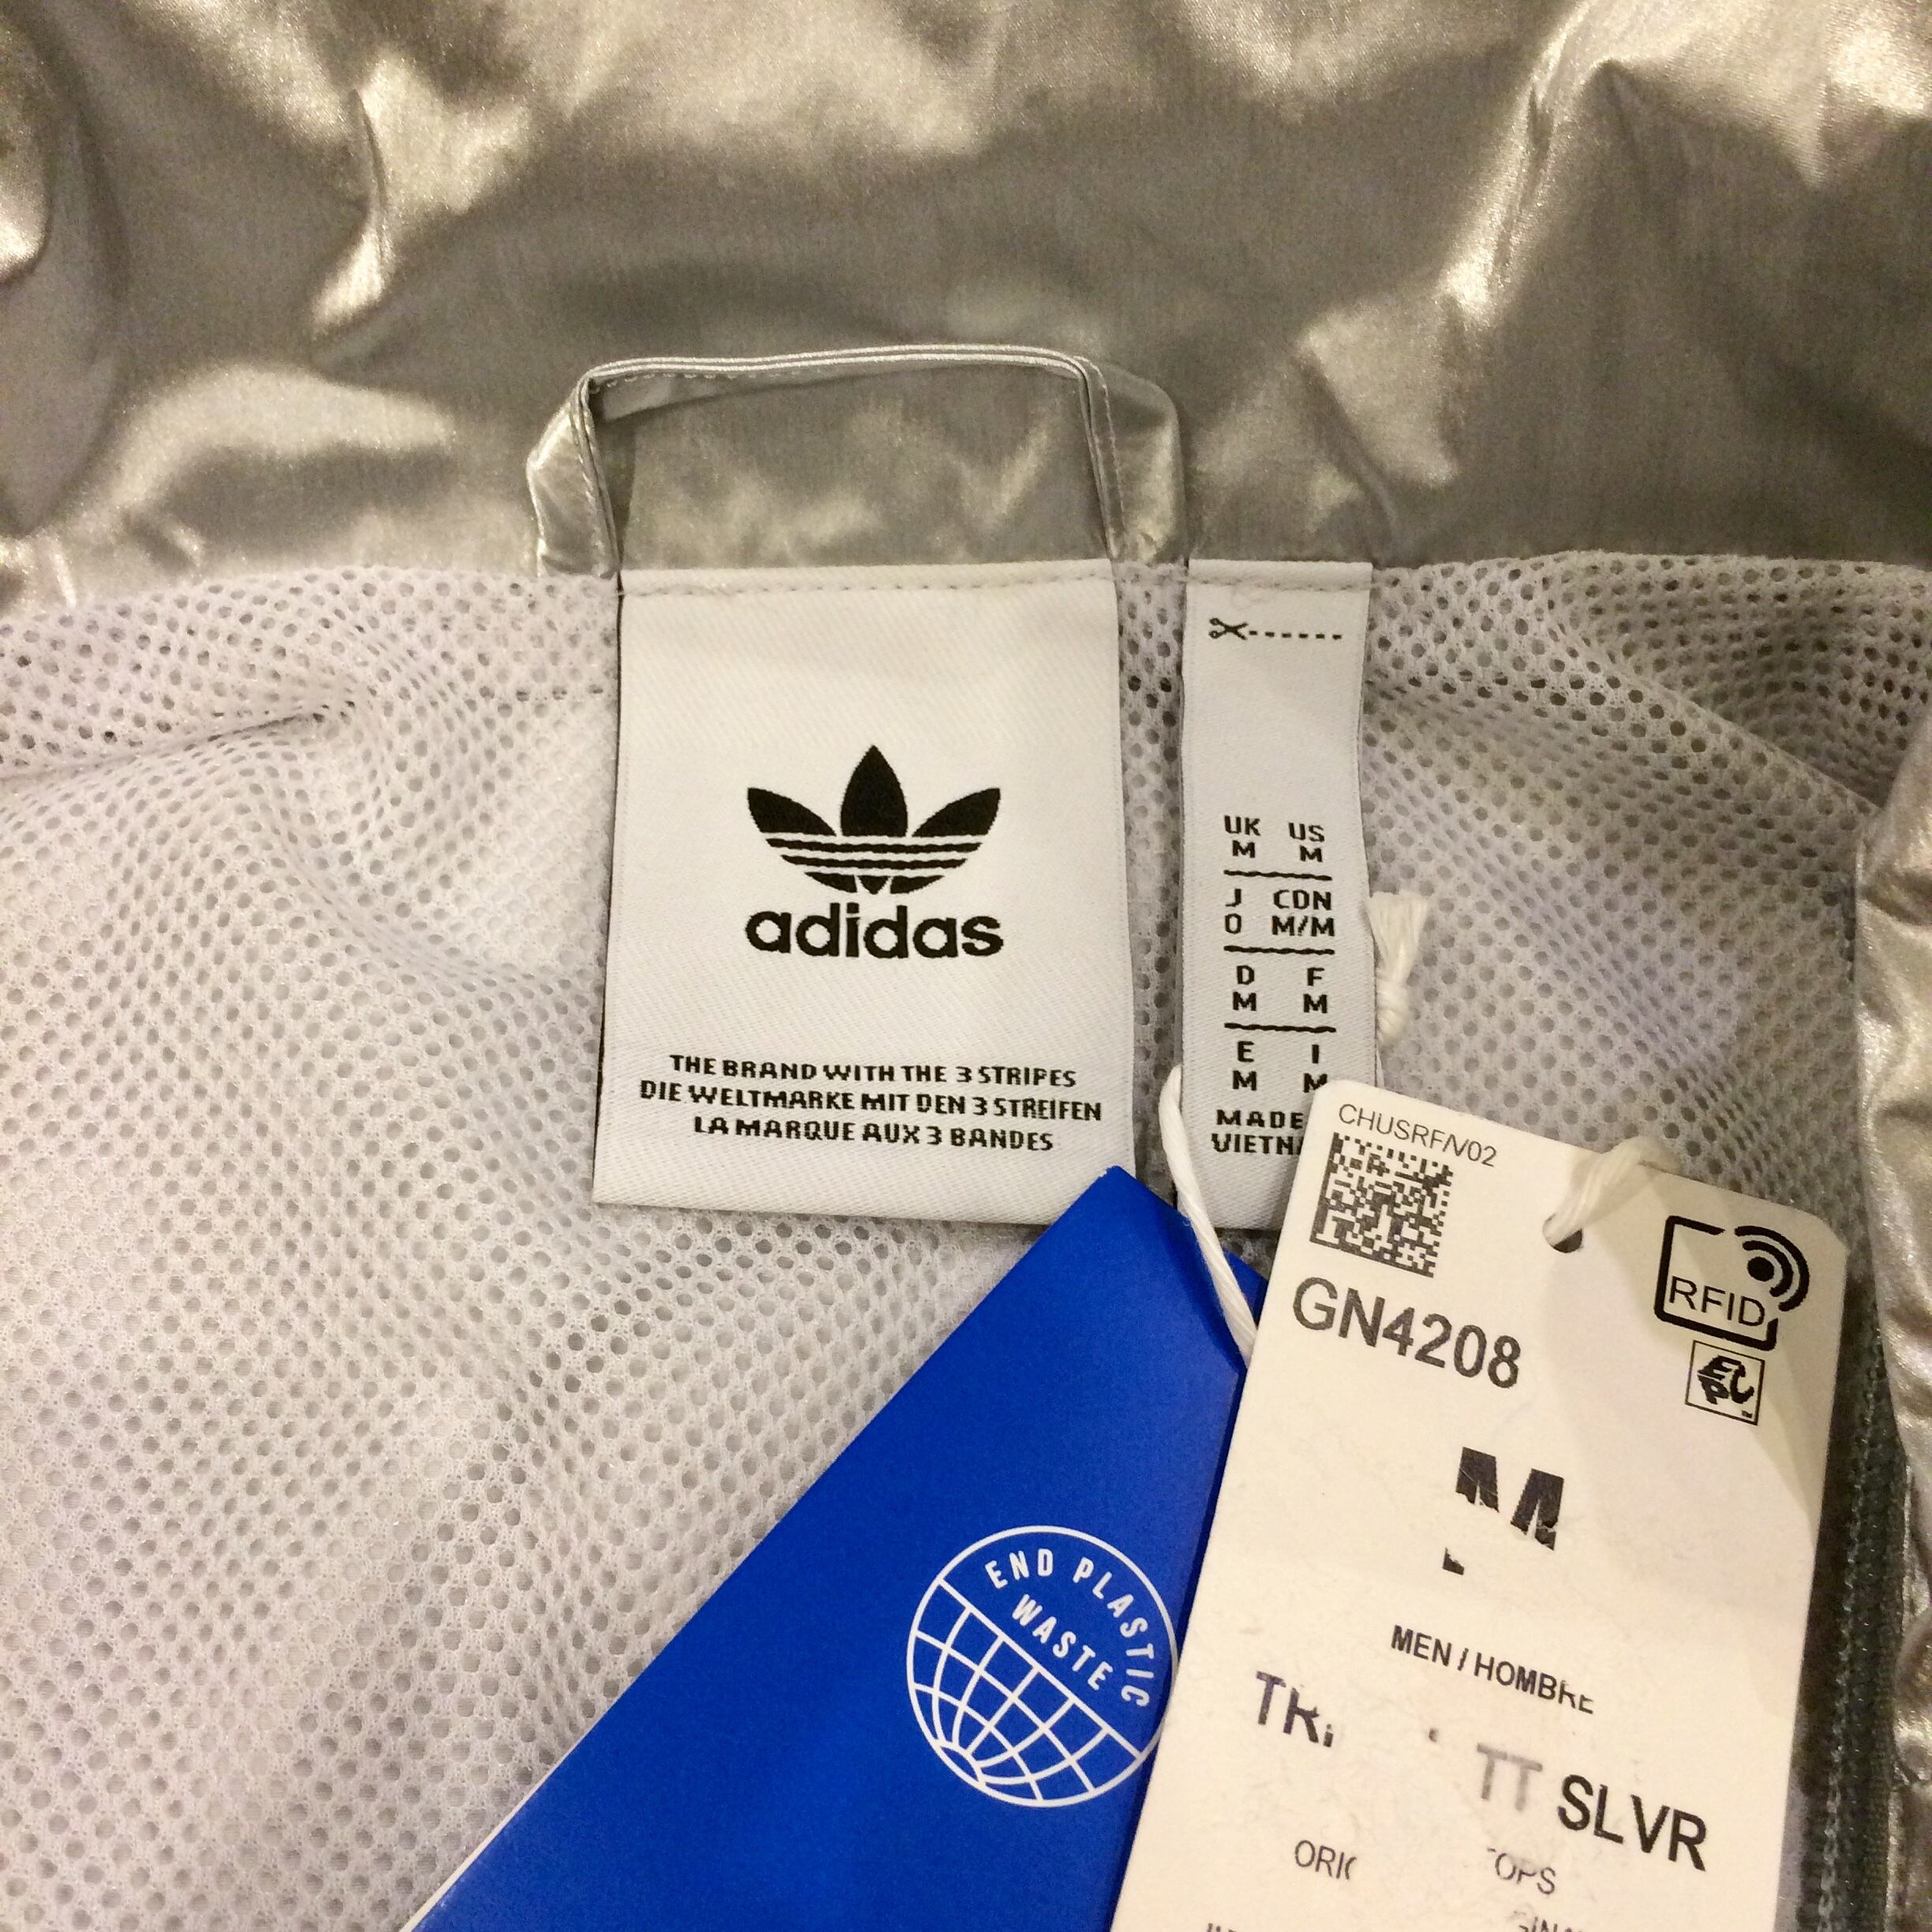 adidas
THE BRAND WITH THE 3 STRIPES
DIE WELTMARKE MIT DEN 3 STREIFEN
LA MARQUE AUX 3 BANDES
UK US
M M
J CDN
O M/M
D F
M M
E I
M M
MADE
CHUSRF/V02
RFID
EPC
GN4208
M
MEN / HOMBRE
TT SLVR
END PLASTIC
WASTE